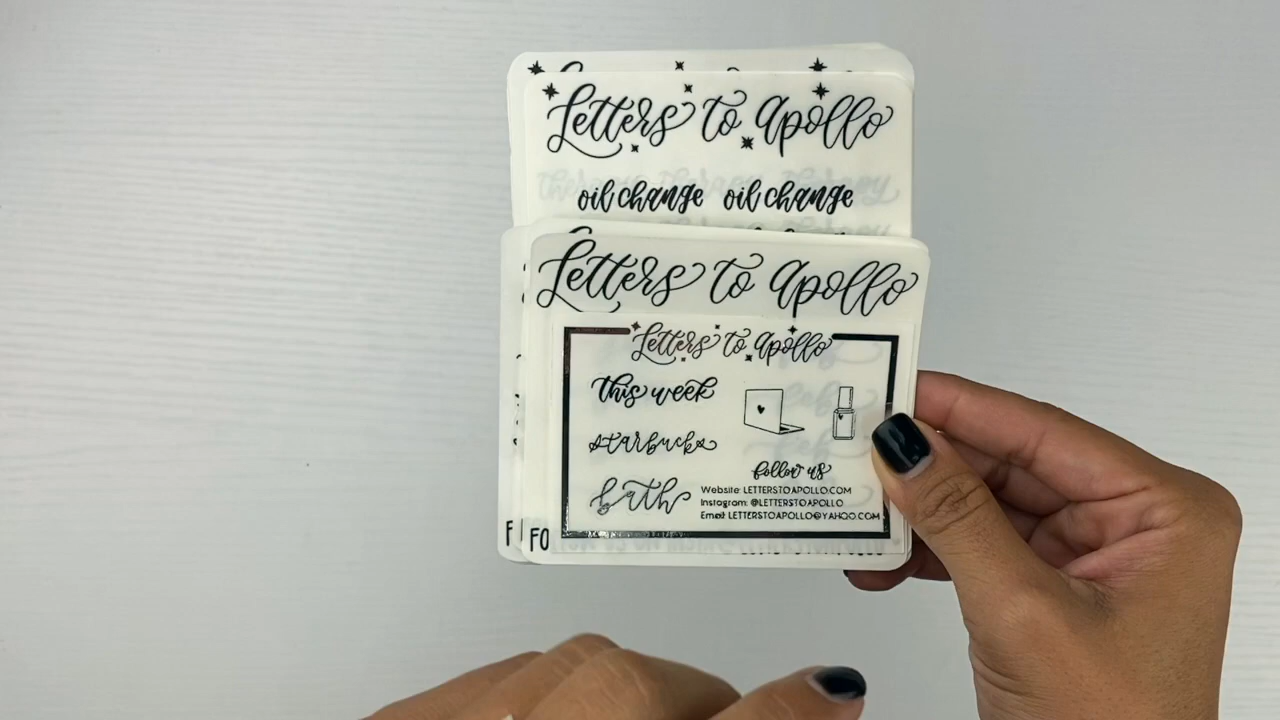 Letters to Apollo
oil change oil change
Letters to Apollo
Letters to Apollo
this week
starbucks
bath
follow us
Website: LETTERSTOAPOLLO.COM
Instagram: @LETTERSTOAPOLLO
Email: LETTERSTOAPOLLO@YAHOO.COM
F FO